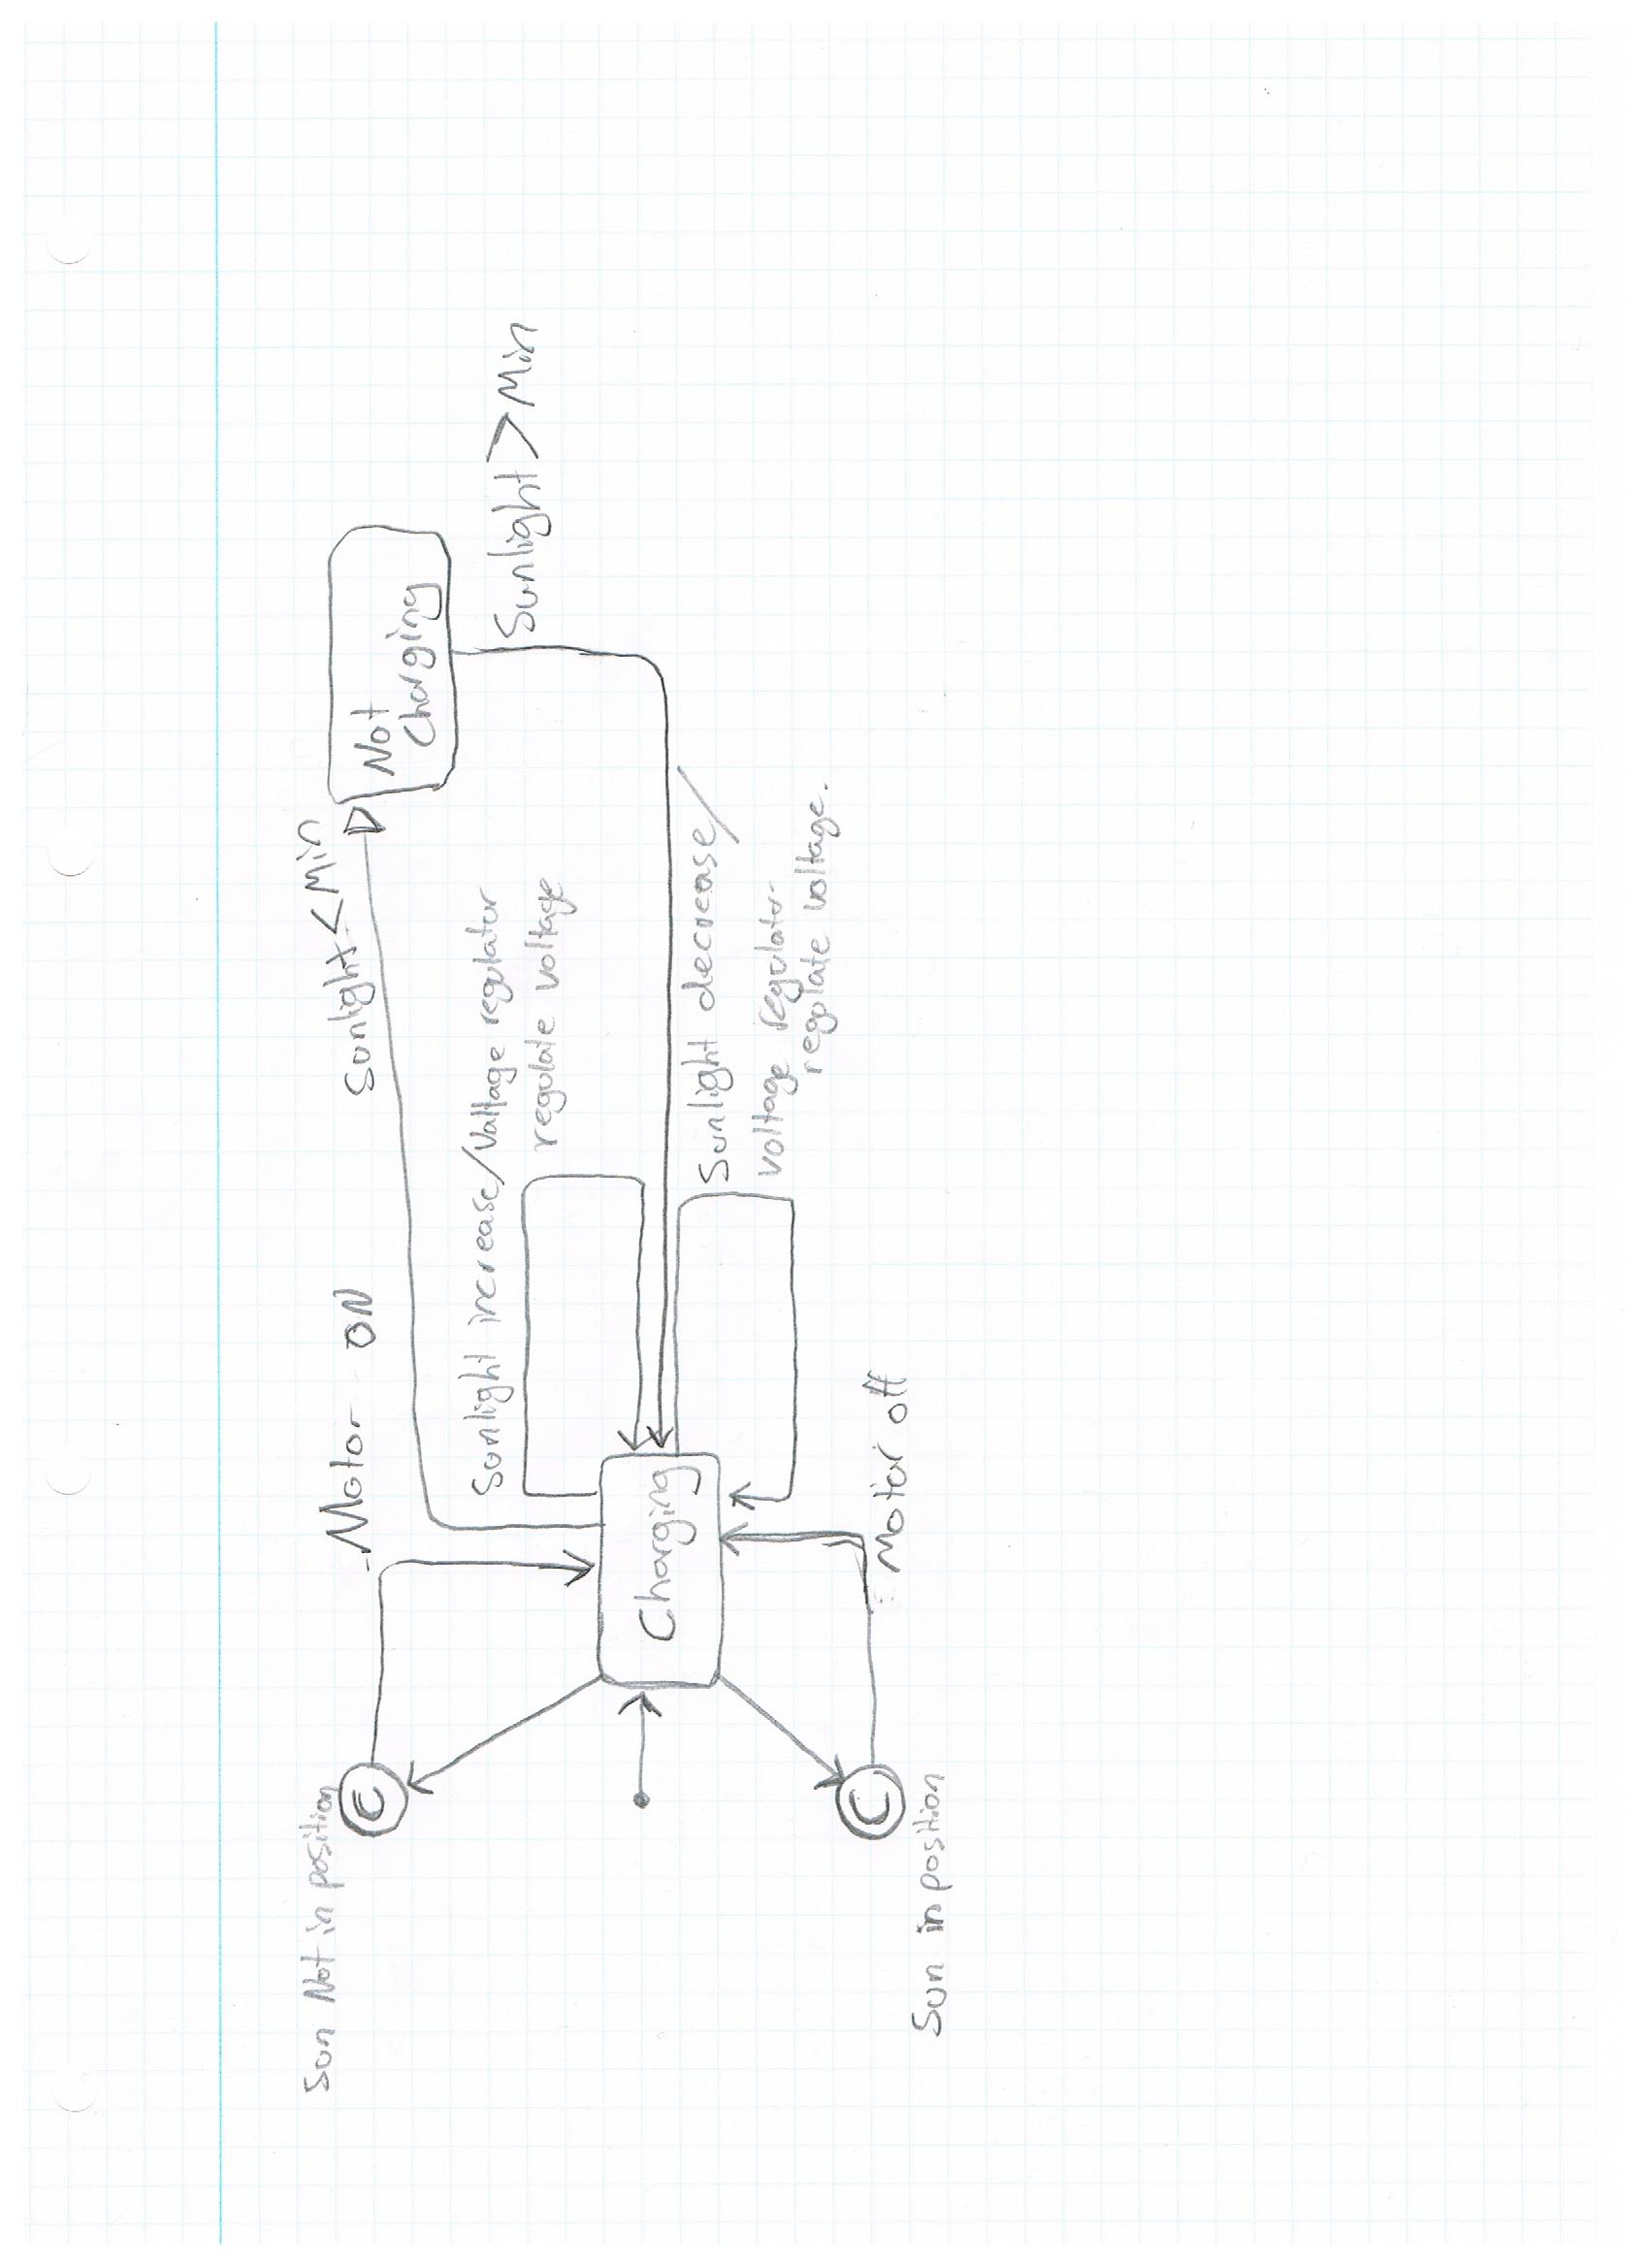 Sun Not in position
C
Motor ON
Sunlight < Min
Not
Charging
Sunlight > Min
Sunlight increase/Voltage regulator
regulate voltage
Charging
Sunlight decrease/
voltage regulator
regulate voltage.
C
Motor off
Sun in position